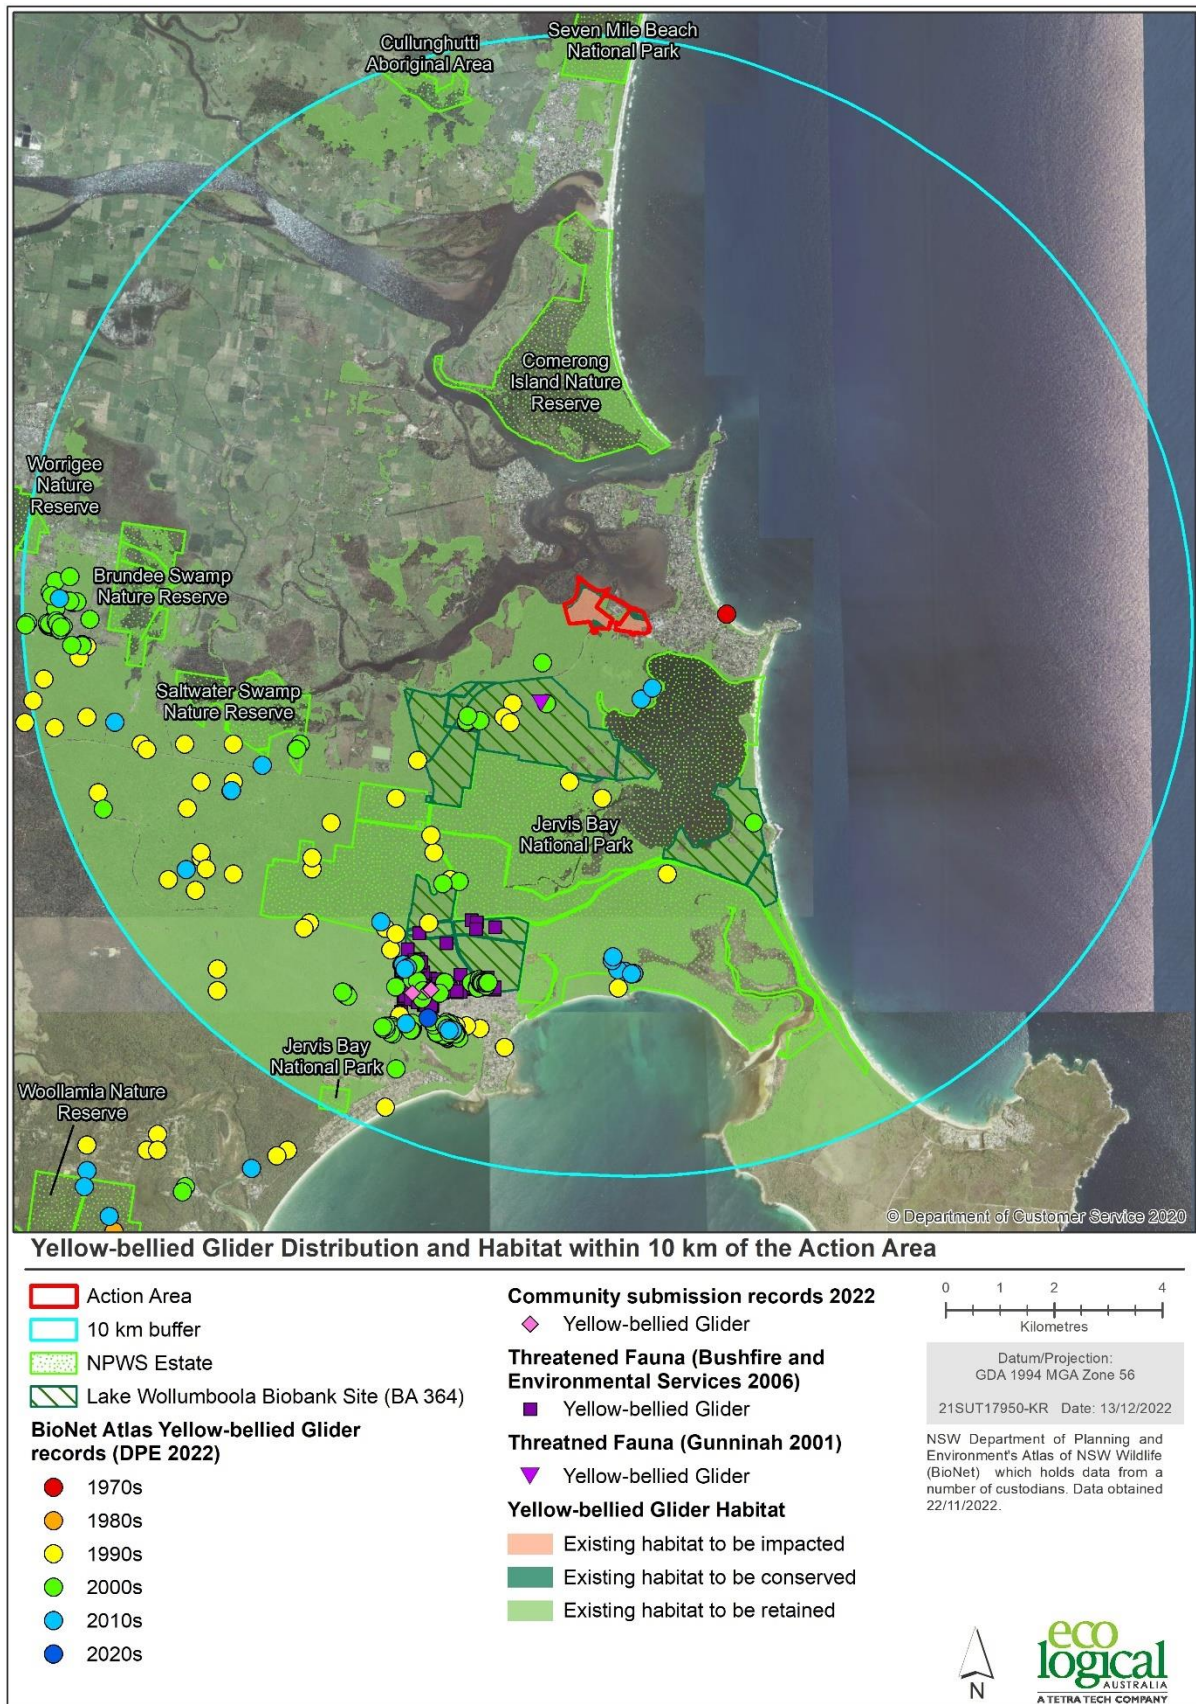 Cullunghutti
Aboriginal Area
Seven Mile Beach
National Park
Comerong
Island Nature
Reserve
Worrigee
Nature
Reserve
Brundee Swamp
Nature Reserve
Saltwater Swamp
Nature Reserve
Jervis Bay
National Park
Jervis Bay
National Park
Woollamia Nature
Reserve
© Department of Customer Service 2020
Yellow-bellied Glider Distribution and Habitat within 10 km of the Action Area
Action Area
10 km buffer
NPWS Estate
Lake Wollumboola Biobank Site (BA 364)
BioNet Atlas Yellow-bellied Glider
records (DPE 2022)
1970s
1980s
1990s
2000s
2010s
2020s
Community submission records 2022
Yellow-bellied Glider
Threatened Fauna (Bushfire and
Environmental Services 2006)
Yellow-bellied Glider
Threatned Fauna (Gunninah 2001)
Yellow-bellied Glider
Yellow-bellied Glider Habitat
Existing habitat to be impacted
Existing habitat to be conserved
Existing habitat to be retained
0 1 2 4
Kilometres
Datum/Projection:
GDA 1994 MGA Zone 56
21SUT17950-KR Date: 13/12/2022
NSW Department of Planning and
Environment's Atlas of NSW Wildlife
(BioNet) which holds data from a
number of custodians. Data obtained
22/11/2022.
N
eco
logical
AUSTRALIA
A TETRA TECH COMPANY